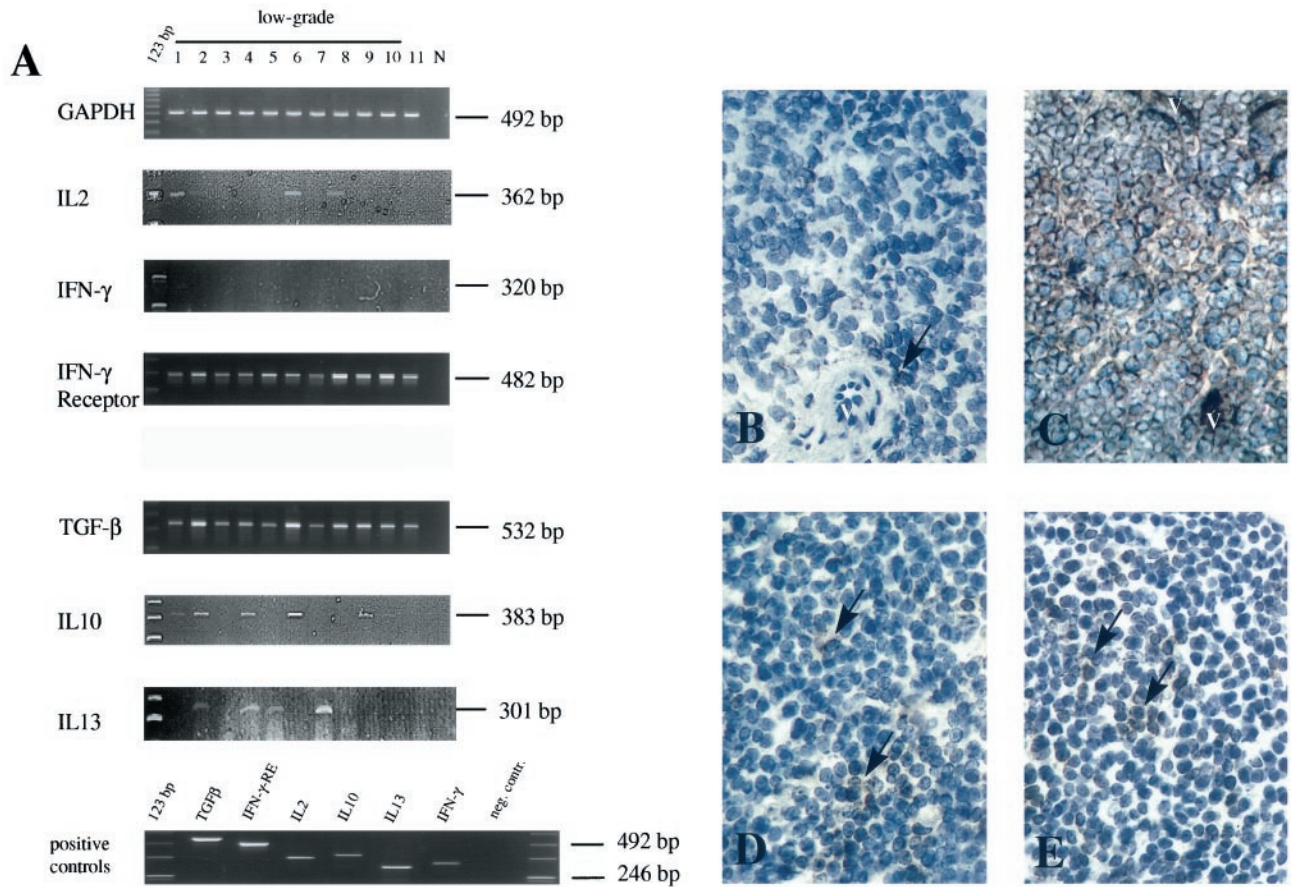 A
low-grade
123 bp 1 2 3 4 5 6 7 8 9 10 11 N
GAPDH 492 bp
IL2 362 bp
IFN-γ 320 bp
IFN-γ Receptor 482 bp
TGF-β 532 bp
IL10 383 bp
IL13 301 bp
123 bp TGFβ IFN-γ-RE IL2 IL10 IL13 IFN-γ neg. contr.
positive controls 492 bp
246 bp
V
B
V
V
C
D
E